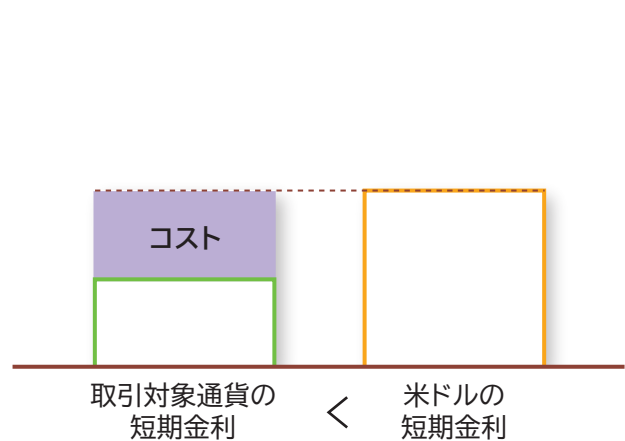 コスト
取引対象通貨の
短期金利
＜
米ドルの
短期金利